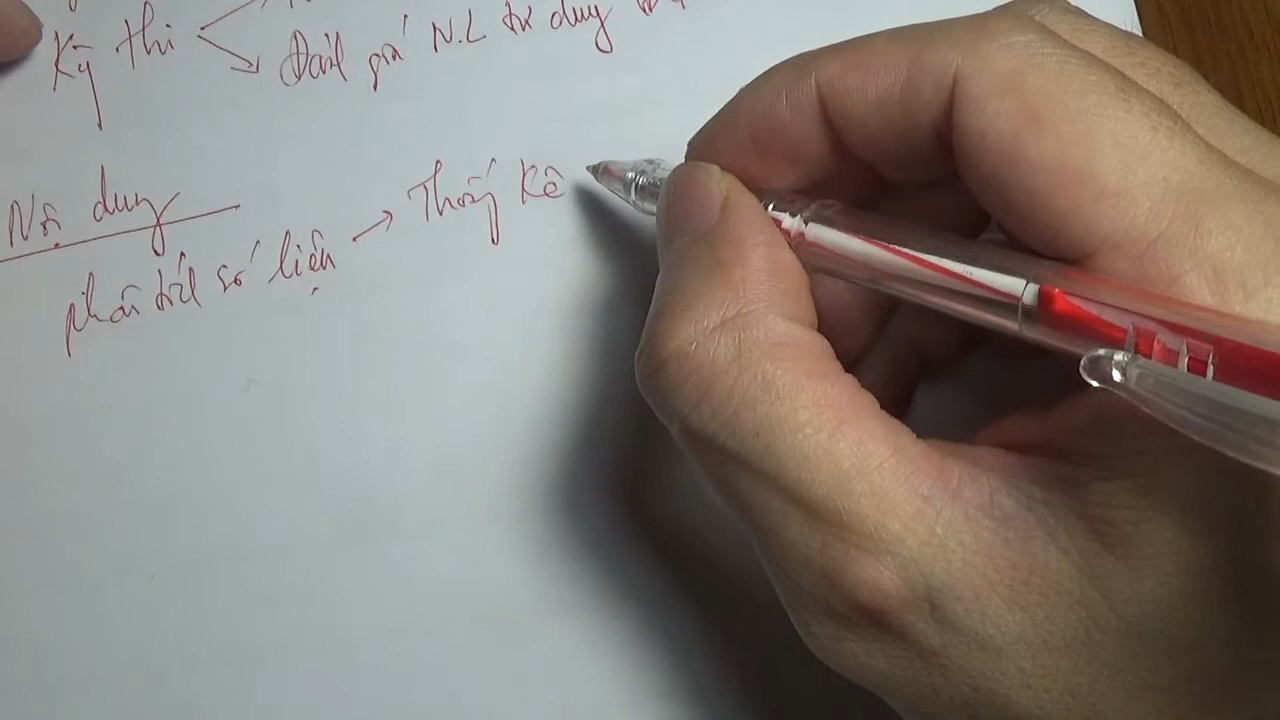 Kỳ thi → Đánh giá N.L tư duy
Nội dung
phân tích số liệu → Thống kê